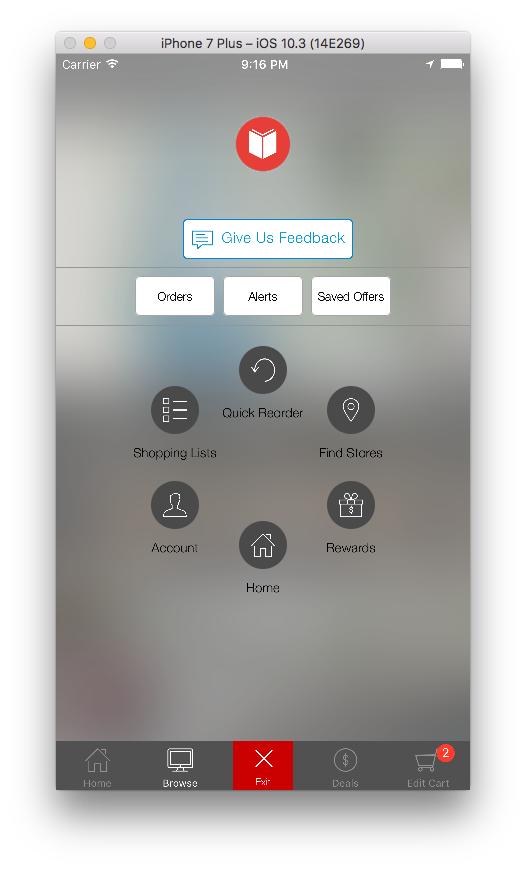 iPhone 7 Plus – iOS 10.3 (14E269)
Carrier 9:16 PM
Give Us Feedback
Orders Alerts Saved Offers
Quick Reorder
Shopping Lists Find Stores
$
Account Rewards
Home
$ 2
Home Browse Exit Deals Edit Cart